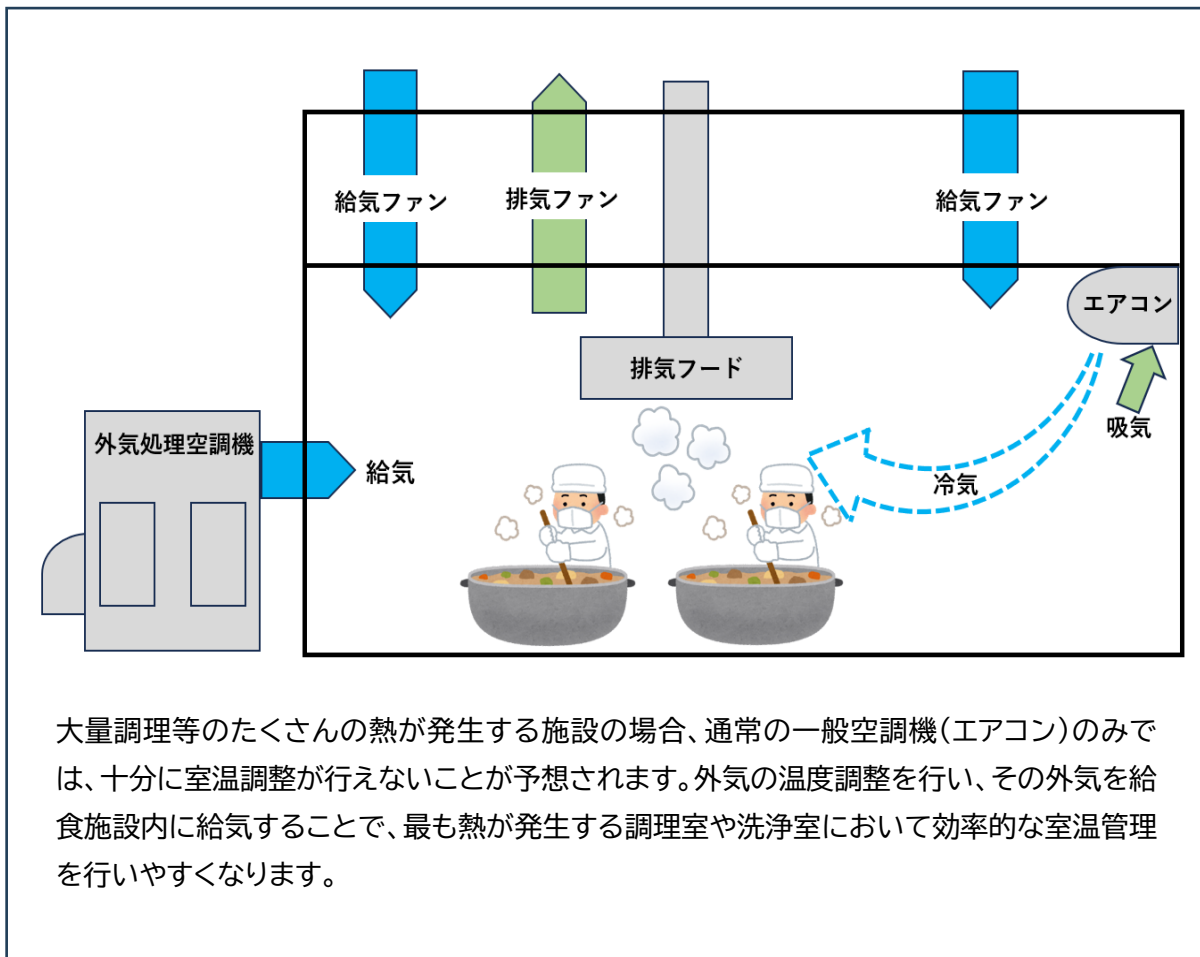 給気ファン
排気ファン
給気ファン
エアコン
排気フード
吸気
外気処理空調機
給気
冷気
大量調理等のたくさんの熱が発生する施設の場合、通常の一般空調機(エアコン)のみで
は、十分に室温調整が行えないことが予想されます。外気の温度調整を行い、その外気を給
食施設内に給気することで、最も熱が発生する調理室や洗浄室において効率的な室温管理
を行いやすくなります。